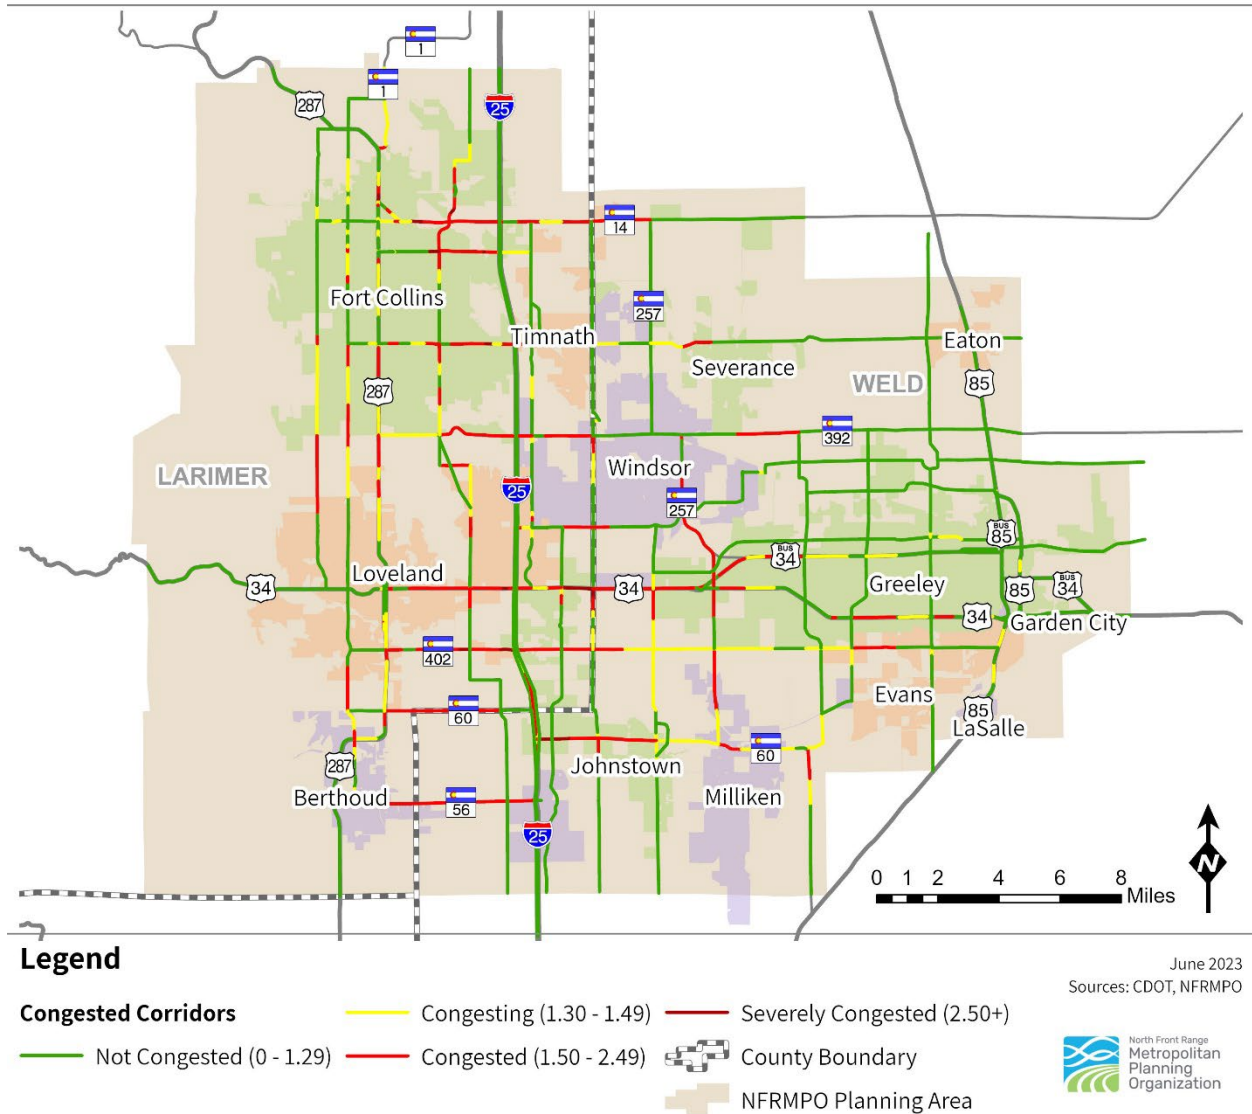 1
1
287
25
14
257
Fort Collins
Timnath
Eaton
Severance
WELD
85
287
392
LARIMER
Windsor
25
257
BUS
85
BUS
34
Loveland
34
34
Greeley
85
BUS
34
34
Garden City
402
Evans
60
85
LaSalle
60
287
Johnstown
Berthoud
56
Milliken
25
N
0 1 2 4 6 8
Miles
Legend
June 2023
Sources: CDOT, NFRMPO
Congested Corridors
Congesting (1.30 - 1.49)
Severely Congested (2.50+)
Not Congested (0 - 1.29)
Congested (1.50 - 2.49)
County Boundary
NFRMPO Planning Area
North Front Range
Metropolitan
Planning
Organization